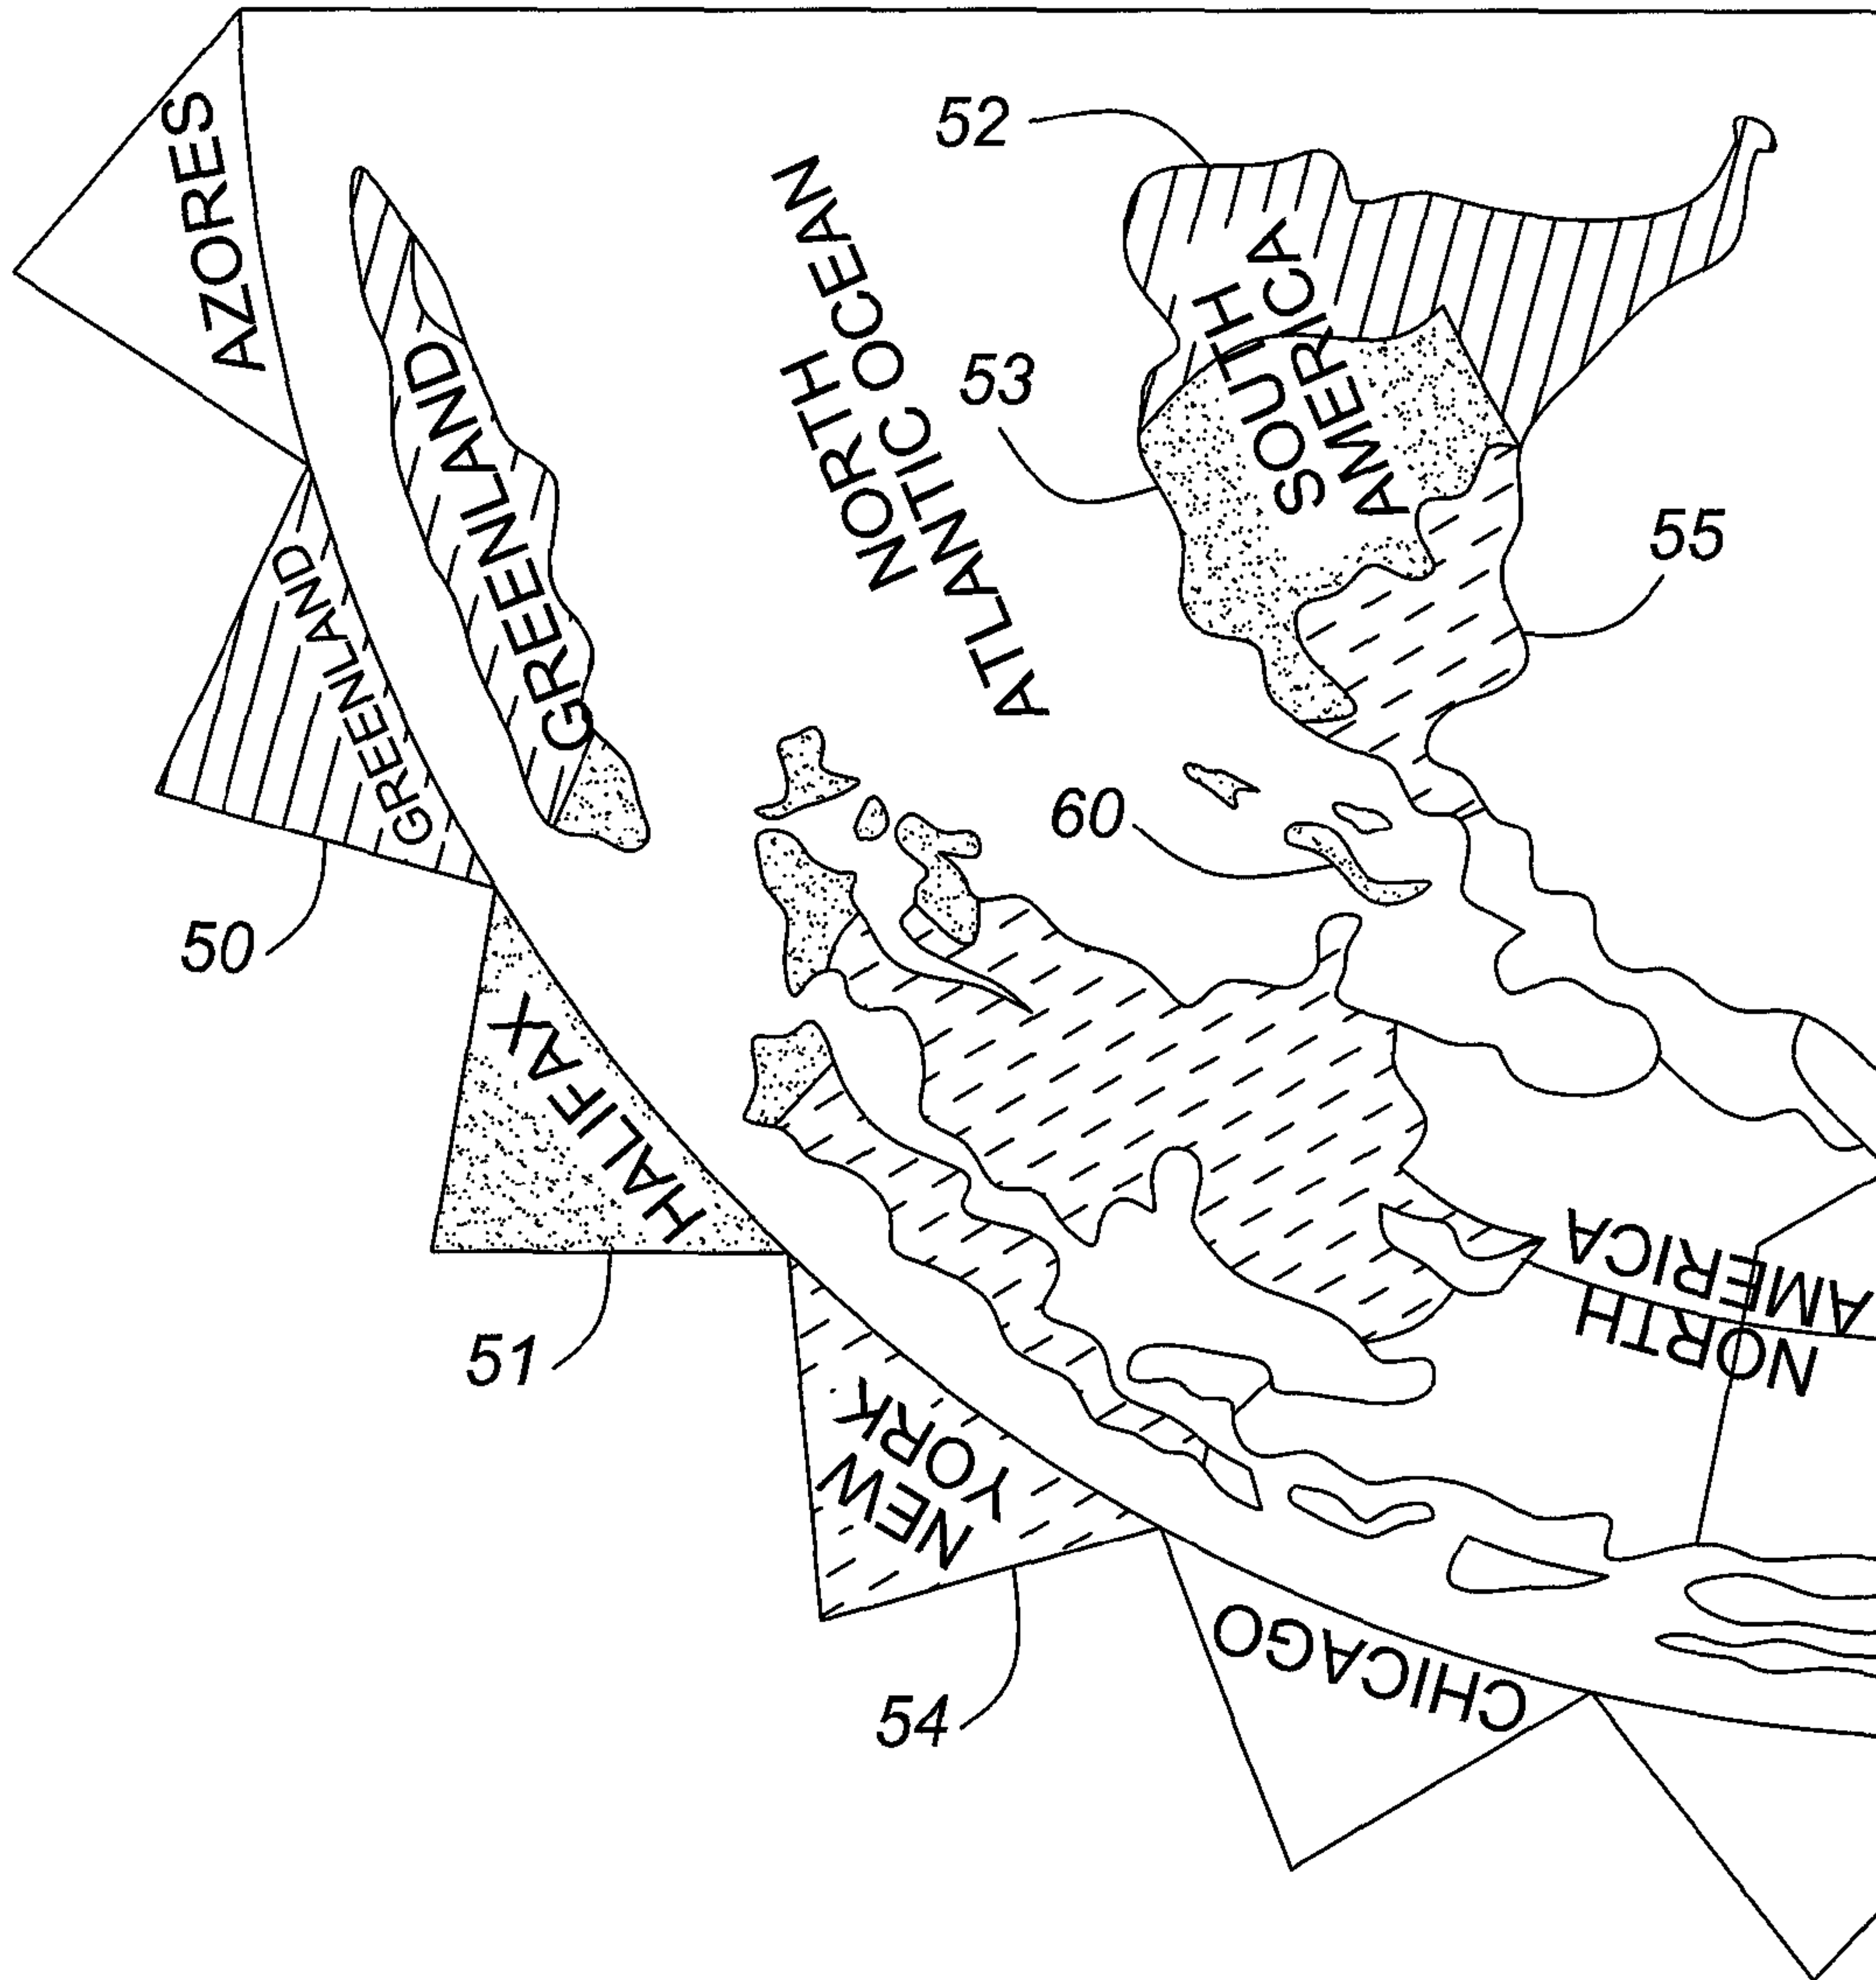 AZORES
52
GREENLAND
NORTH
ATLANTIC OCEAN
SOUTH
AMERICA
53
55
GREENLAND
60
50
HALIFAX
51
NORTH
AMERICA
NEW
YORK
54
CHICAGO